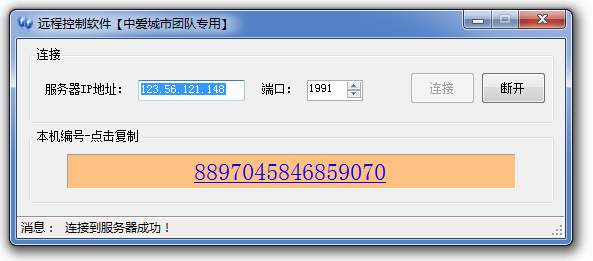 远程控制软件【中爱城市团队专用】
连接
服务器IP地址： 123.56.121.148 端口： 1991 连接 断开
本机编号-点击复制
8897045846859070
消息： 连接到服务器成功！